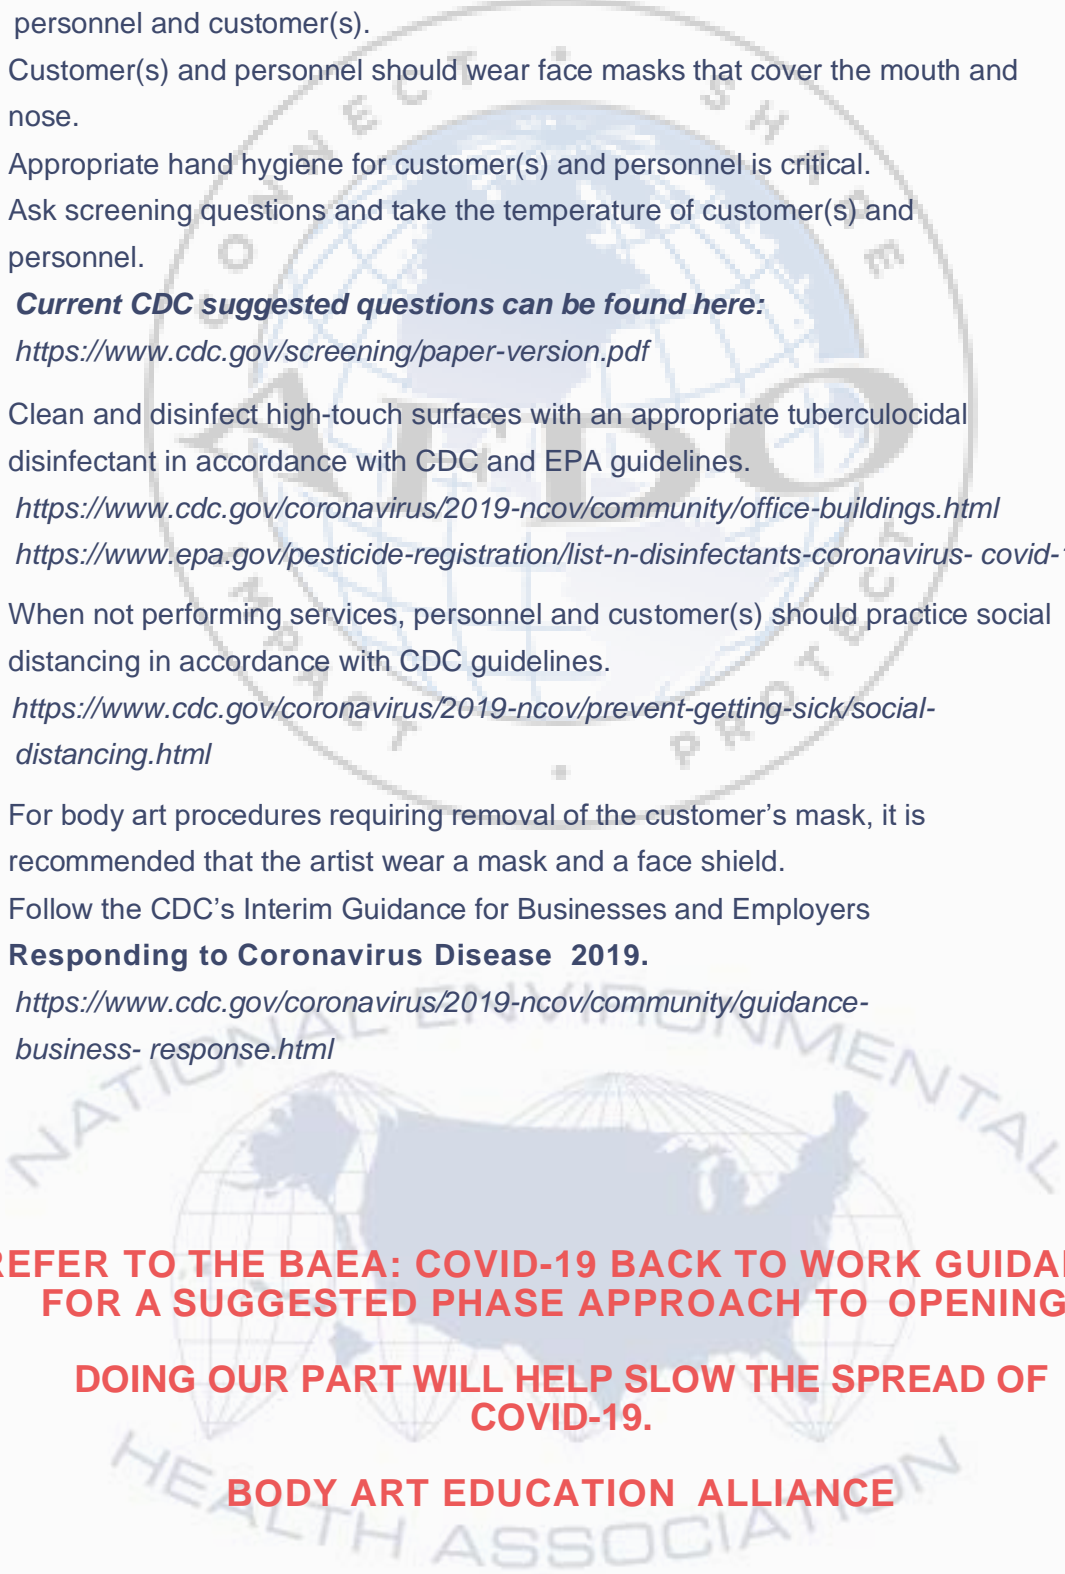 personnel and customer(s).
Customer(s) and personnel should wear face masks that cover the mouth and
nose.
Appropriate hand hygiene for customer(s) and personnel is critical.
Ask screening questions and take the temperature of customer(s) and
personnel.
Current CDC suggested questions can be found here:
https://www.cdc.gov/screening/paper-version.pdf
Clean and disinfect high-touch surfaces with an appropriate tuberculocidal
disinfectant in accordance with CDC and EPA guidelines.
https://www.cdc.gov/coronavirus/2019-ncov/community/office-buildings.html
https://www.epa.gov/pesticide-registration/list-n-disinfectants-coronavirus- covid-
When not performing services, personnel and customer(s) should practice social
distancing in accordance with CDC guidelines.
https://www.cdc.gov/coronavirus/2019-ncov/prevent-getting-sick/social-
distancing.html
For body art procedures requiring removal of the customer’s mask, it is
recommended that the artist wear a mask and a face shield.
Follow the CDC’s Interim Guidance for Businesses and Employers
Responding to Coronavirus Disease 2019.
https://www.cdc.gov/coronavirus/2019-ncov/community/guidance-
business- response.html
REFER TO THE BAEA: COVID-19 BACK TO WORK GUIDA
FOR A SUGGESTED PHASE APPROACH TO OPENING
DOING OUR PART WILL HELP SLOW THE SPREAD OF
COVID-19.
BODY ART EDUCATION ALLIANCE
CONNECT • SHARE
AFDO
IMPACT • PROTECT
NATIONAL ENVIRONMENTAL
HEALTH ASSOCIATION